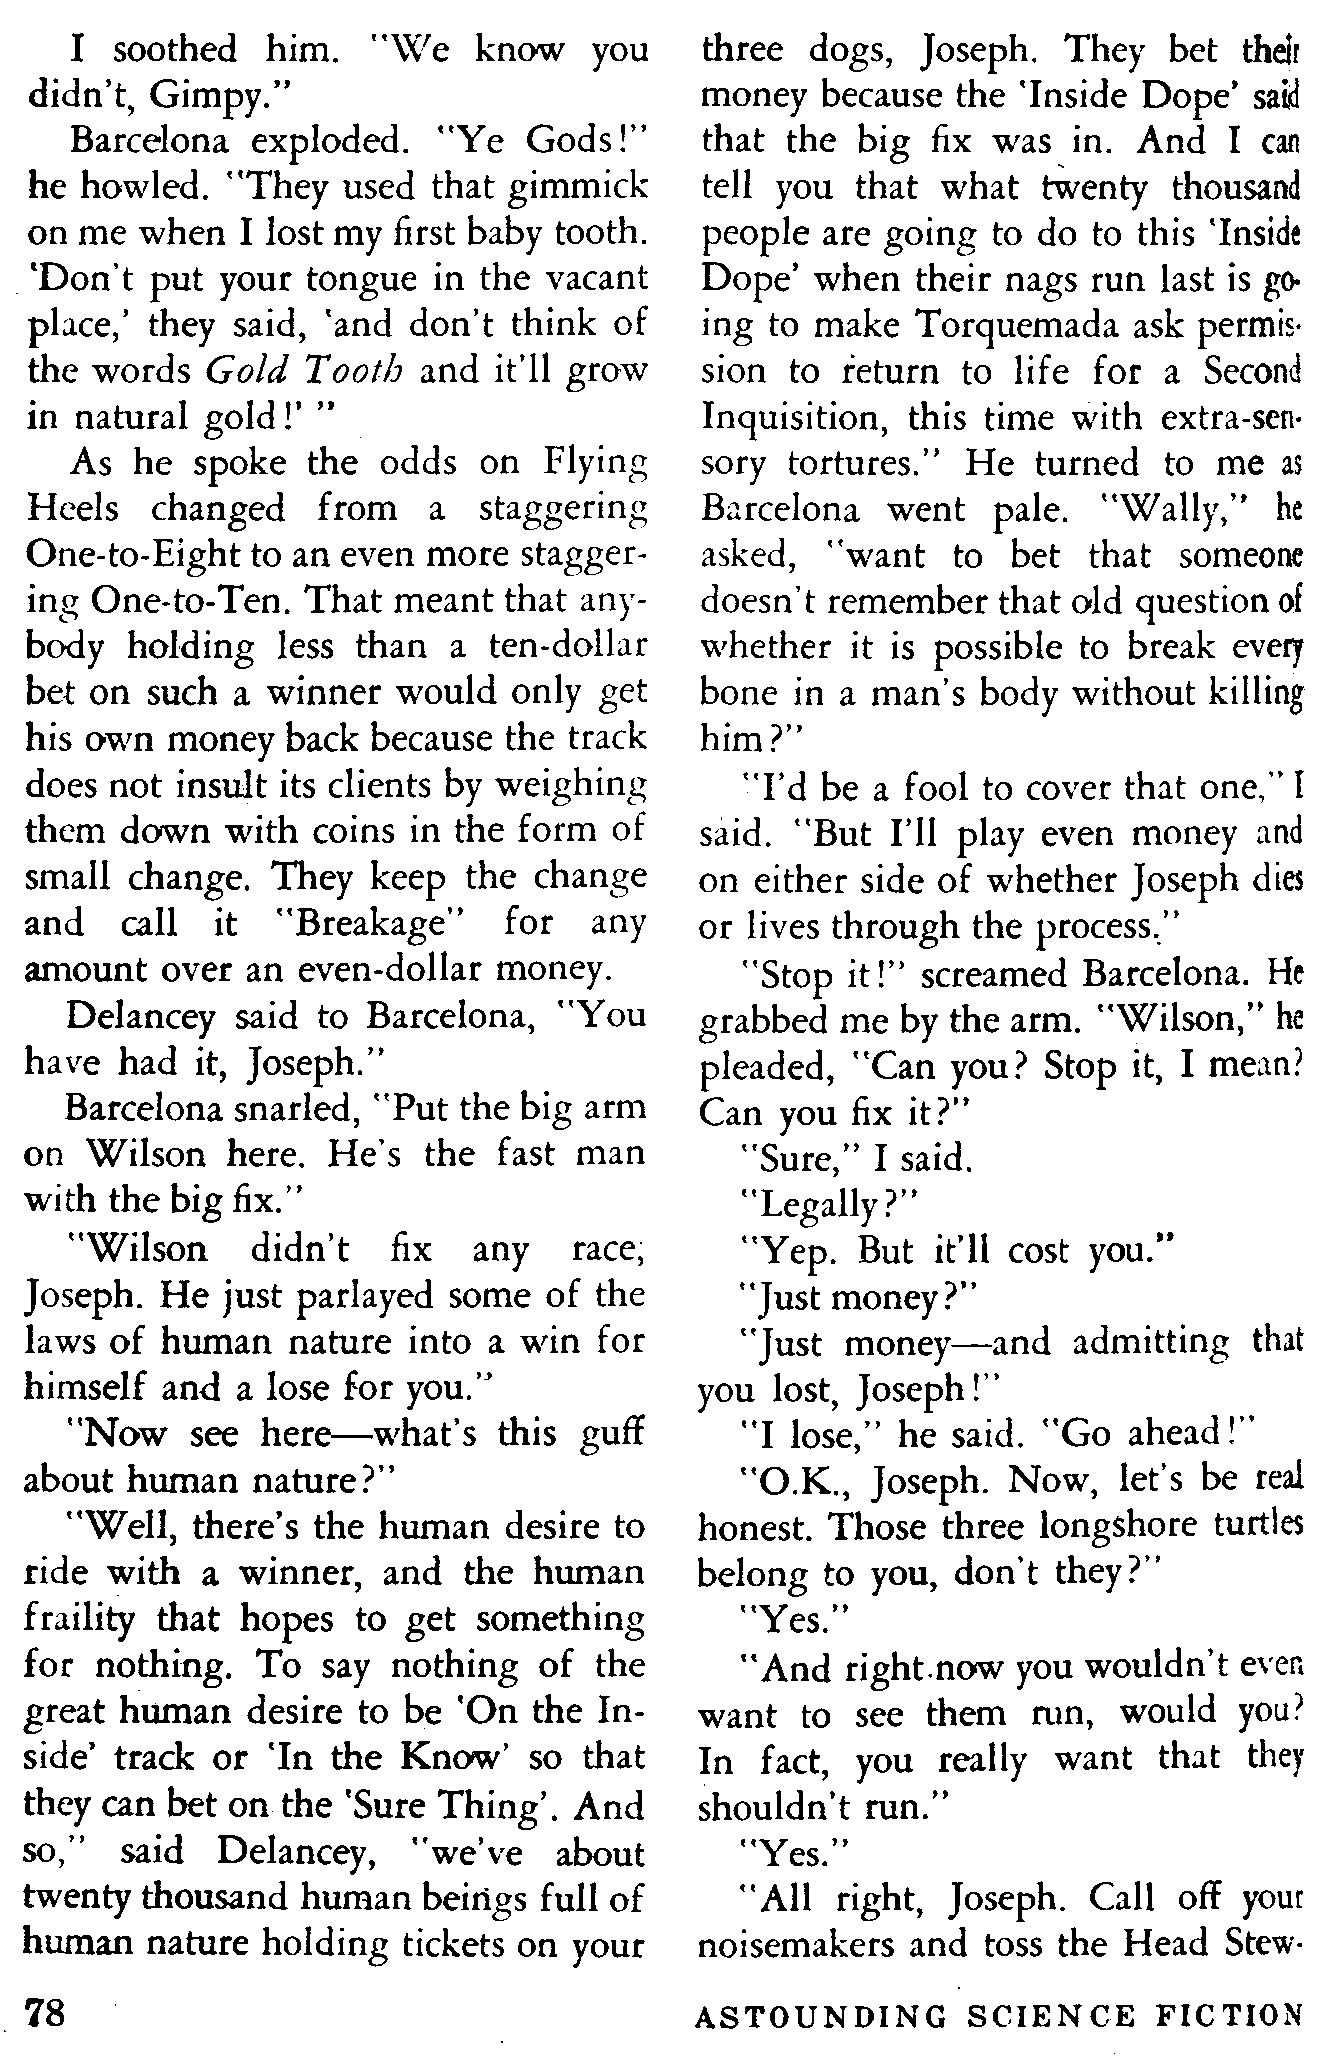 I soothed him. "We know you
didn't, Gimpy."
Barcelona exploded. "Ye Gods!"
he howled. "They used that gimmick
on me when I lost my first baby tooth.
'Don't put your tongue in the vacant
place,' they said, 'and don't think of
the words Gold Tooth and it'll grow
in natural gold!' "
As he spoke the odds on Flying
Heels changed from a staggering
One-to-Eight to an even more stagger-
ing One-to-Ten. That meant that any-
body holding less than a ten-dollar
bet on such a winner would only get
his own money back because the track
does not insult its clients by weighing
them down with coins in the form of
small change. They keep the change
and call it "Breakage" for any
amount over an even-dollar money.
Delancey said to Barcelona, "You
have had it, Joseph."
Barcelona snarled, "Put the big arm
on Wilson here. He's the fast man
with the big fix."
"Wilson didn't fix any race,
Joseph. He just parlayed some of the
laws of human nature into a win for
himself and a lose for you."
"Now see here—what's this guff
about human nature?"
"Well, there's the human desire to
ride with a winner, and the human
fraility that hopes to get something
for nothing. To say nothing of the
great human desire to be 'On the In-
side' track or 'In the Know' so that
they can bet on the 'Sure Thing'. And
so," said Delancey, "we've about
twenty thousand human beings full of
human nature holding tickets on your
three dogs, Joseph. They bet their
money because the 'Inside Dope' said
that the big fix was in. And I can
tell you that what twenty thousand
people are going to do to this 'Inside
Dope' when their nags run last is go-
ing to make Torquemada ask permis-
sion to return to life for a Second
Inquisition, this time with extra-sen-
sory tortures." He turned to me as
Barcelona went pale. "Wally," he
asked, "want to bet that someone
doesn't remember that old question of
whether it is possible to break every
bone in a man's body without killing
him?"
"I'd be a fool to cover that one," I
said. "But I'll play even money and
on either side of whether Joseph dies
or lives through the process."
"Stop it!" screamed Barcelona. He
grabbed me by the arm. "Wilson," he
pleaded, "Can you? Stop it, I mean?
Can you fix it?"
"Sure," I said.
"Legally?"
"Yep. But it'll cost you."
"Just money?"
"Just money—and admitting that
you lost, Joseph!"
"I lose," he said. "Go ahead!"
"O.K., Joseph. Now, let's be real
honest. Those three longshore turtles
belong to you, don't they?"
"Yes."
"And right now you wouldn't even
want to see them run, would you?
In fact, you really want that they
shouldn't run."
"Yes."
"All right, Joseph. Call off your
noisemakers and toss the Head Stew-
78
ASTOUNDING SCIENCE FICTION